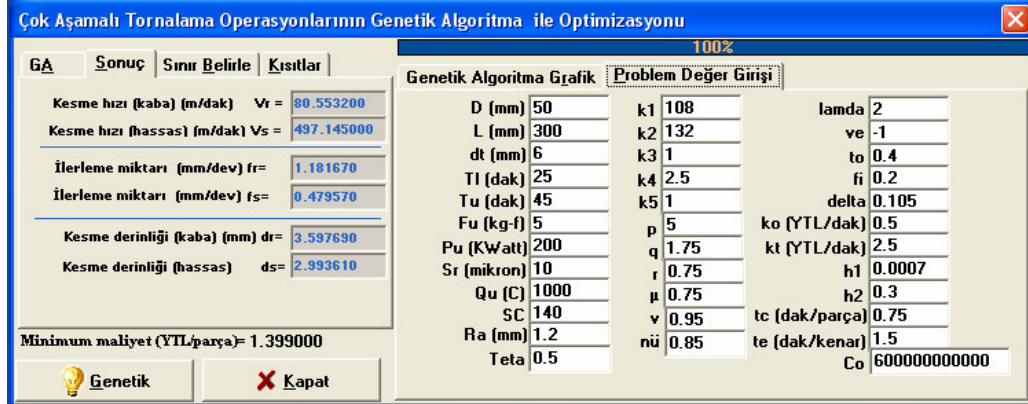 Çok Aşamalı Tornalama Operasyonlarının Genetik Algoritma ile Optimizasyonu
GA Sonuç Sınır Belirle Kısıtlar
Kesme hızı (kaba) (m/dak) Vr = 80.553200
Kesme hızı (hassas) (m/dak) Vs = 497.145000
İlerleme miktarı (mm/dev) fr= 1.181670
İlerleme miktarı (mm/dev) fs= 0.479570
Kesme derinliği (kaba) (mm) dr= 3.597690
Kesme derinliği (hassas) ds= 2.993610
Minimum maliyet (YTL/parça)= 1.399000
Genetik Kapat
100%
Genetik Algoritma Grafik Problem Değer Girişi
D (mm) 50
L (mm) 300
dt (mm) 6
Tl (dak) 25
Tu (dak) 45
Fu (kg-f) 5
Pu (KWatt) 200
Sr (mikron) 10
Qu (C) 1000
SC 140
Ra (mm) 1.2
Teta 0.5
k1 108
k2 132
k3 1
k4 2.5
k5 1
p 5
q 1.75
r 0.75
µ 0.75
v 0.95
nü 0.85
lamda 2
ve -1
to 0.4
fi 0.2
delta 0.105
ko (YTL/dak) 0.5
kt (YTL/dak) 2.5
h1 0.0007
h2 0.3
tc (dak/parça) 0.75
te (dak/kenar) 1.5
Co 600000000000